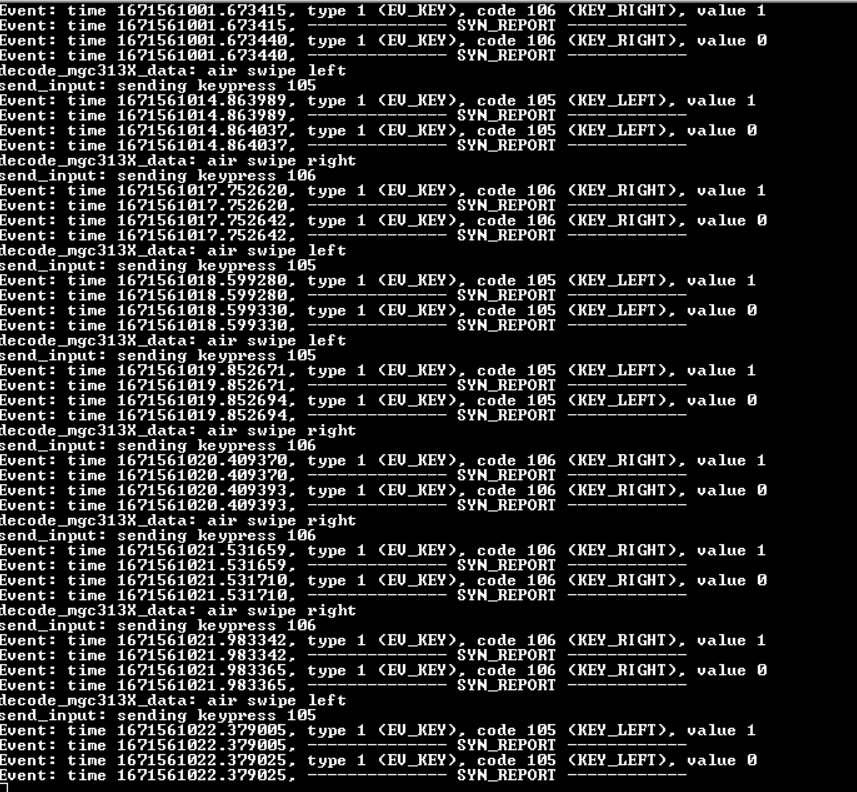 Event: time 1671561001.673415, type 1 (EV_KEY), code 106 (KEY_RIGHT), value 1
Event: time 1671561001.673415, -------------- SYN_REPORT ------------
Event: time 1671561001.673440, type 1 (EV_KEY), code 106 (KEY_RIGHT), value 0
Event: time 1671561001.673440, -------------- SYN_REPORT ------------
decode_mgc313X_data: air swipe left
send_input: sending keypress 105
Event: time 1671561014.863989, type 1 (EV_KEY), code 105 (KEY_LEFT), value 1
Event: time 1671561014.863989, -------------- SYN_REPORT ------------
Event: time 1671561014.864037, type 1 (EV_KEY), code 105 (KEY_LEFT), value 0
Event: time 1671561014.864037, -------------- SYN_REPORT ------------
decode_mgc313X_data: air swipe right
send_input: sending keypress 106
Event: time 1671561017.752620, type 1 (EV_KEY), code 106 (KEY_RIGHT), value 1
Event: time 1671561017.752620, -------------- SYN_REPORT ------------
Event: time 1671561017.752642, type 1 (EV_KEY), code 106 (KEY_RIGHT), value 0
Event: time 1671561017.752642, -------------- SYN_REPORT ------------
decode_mgc313X_data: air swipe left
send_input: sending keypress 105
Event: time 1671561018.599280, type 1 (EV_KEY), code 105 (KEY_LEFT), value 1
Event: time 1671561018.599280, -------------- SYN_REPORT ------------
Event: time 1671561018.599330, type 1 (EV_KEY), code 105 (KEY_LEFT), value 0
Event: time 1671561018.599330, -------------- SYN_REPORT ------------
decode_mgc313X_data: air swipe left
send_input: sending keypress 105
Event: time 1671561019.852671, type 1 (EV_KEY), code 105 (KEY_LEFT), value 1
Event: time 1671561019.852671, -------------- SYN_REPORT ------------
Event: time 1671561019.852694, type 1 (EV_KEY), code 105 (KEY_LEFT), value 0
Event: time 1671561019.852694, -------------- SYN_REPORT ------------
decode_mgc313X_data: air swipe right
send_input: sending keypress 106
Event: time 1671561020.409370, type 1 (EV_KEY), code 106 (KEY_RIGHT), value 1
Event: time 1671561020.409370, -------------- SYN_REPORT ------------
Event: time 1671561020.409393, type 1 (EV_KEY), code 106 (KEY_RIGHT), value 0
Event: time 1671561020.409393, -------------- SYN_REPORT ------------
decode_mgc313X_data: air swipe right
send_input: sending keypress 106
Event: time 1671561021.531659, type 1 (EV_KEY), code 106 (KEY_RIGHT), value 1
Event: time 1671561021.531659, -------------- SYN_REPORT ------------
Event: time 1671561021.531710, type 1 (EV_KEY), code 106 (KEY_RIGHT), value 0
Event: time 1671561021.531710, -------------- SYN_REPORT ------------
decode_mgc313X_data: air swipe right
send_input: sending keypress 106
Event: time 1671561021.983342, type 1 (EV_KEY), code 106 (KEY_RIGHT), value 1
Event: time 1671561021.983342, -------------- SYN_REPORT ------------
Event: time 1671561021.983365, type 1 (EV_KEY), code 106 (KEY_RIGHT), value 0
Event: time 1671561021.983365, -------------- SYN_REPORT ------------
decode_mgc313X_data: air swipe left
send_input: sending keypress 105
Event: time 1671561022.379005, type 1 (EV_KEY), code 105 (KEY_LEFT), value 1
Event: time 1671561022.379005, -------------- SYN_REPORT ------------
Event: time 1671561022.379025, type 1 (EV_KEY), code 105 (KEY_LEFT), value 0
Event: time 1671561022.379025, -------------- SYN_REPORT ------------